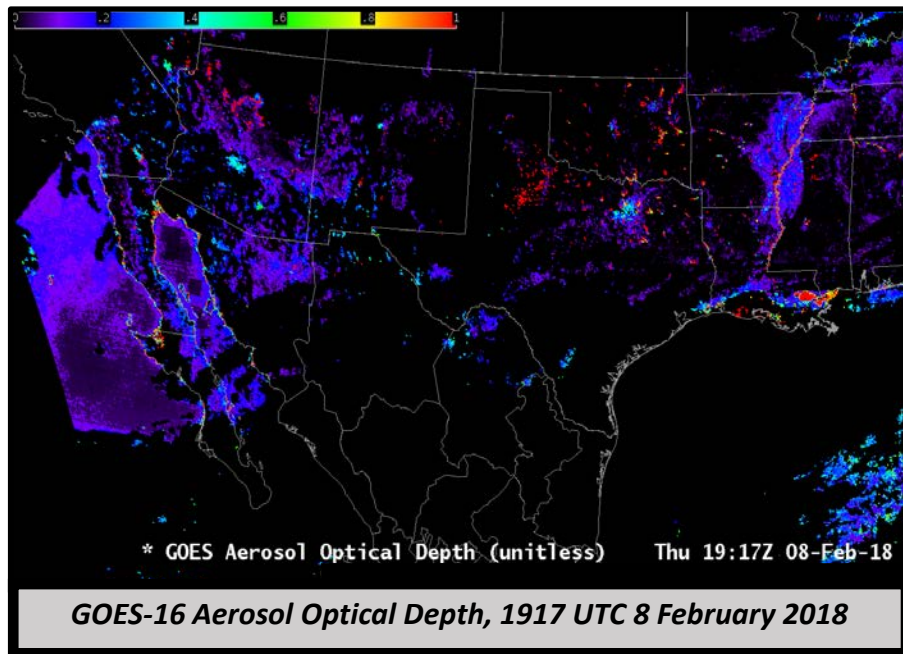 0 .2 .4 .6 .8 1
* GOES Aerosol Optical Depth (unitless) Thu 19:17Z 08-Feb-18
GOES-16 Aerosol Optical Depth, 1917 UTC 8 February 2018